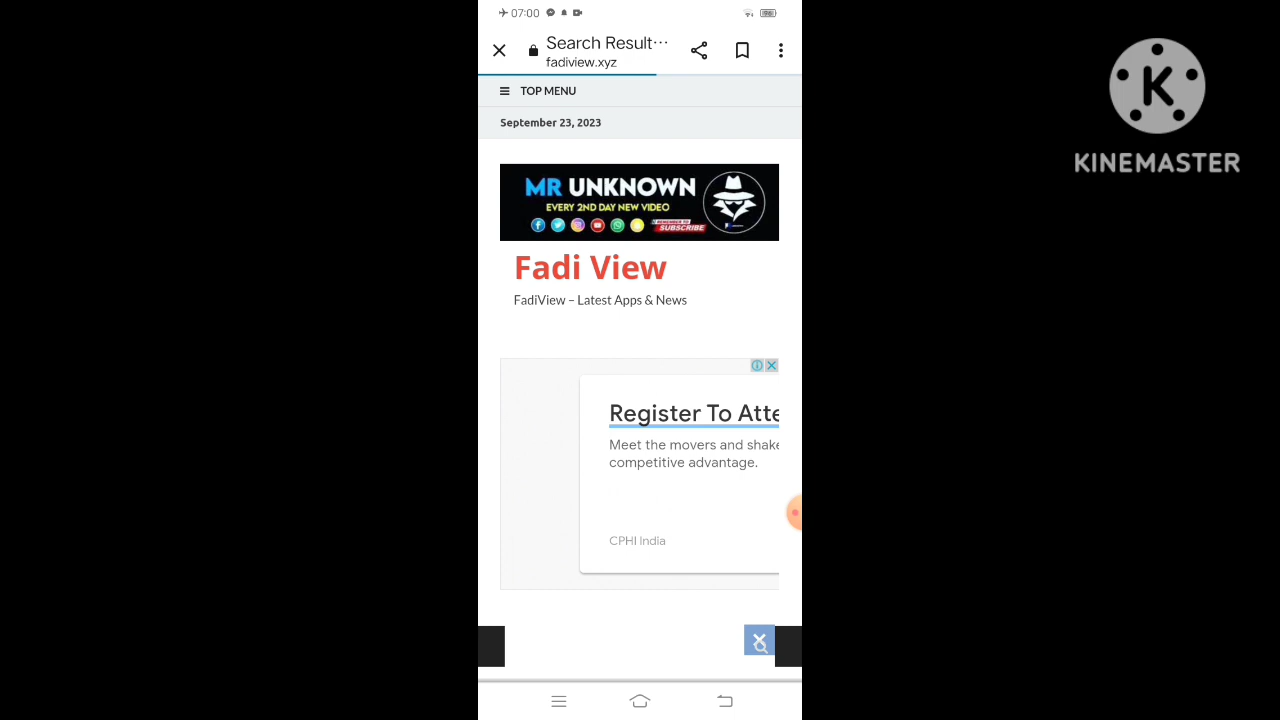 07:00
Search Result···
fadiview.xyz
TOP MENU
September 23, 2023
MR UNKNOWN
EVERY 2ND DAY NEW VIDEO
SUBSCRIBE
Fadi View
FadiView – Latest Apps & News
Register To Atte
Meet the movers and shake
competitive advantage.
CPHI India
K
KINEMASTER